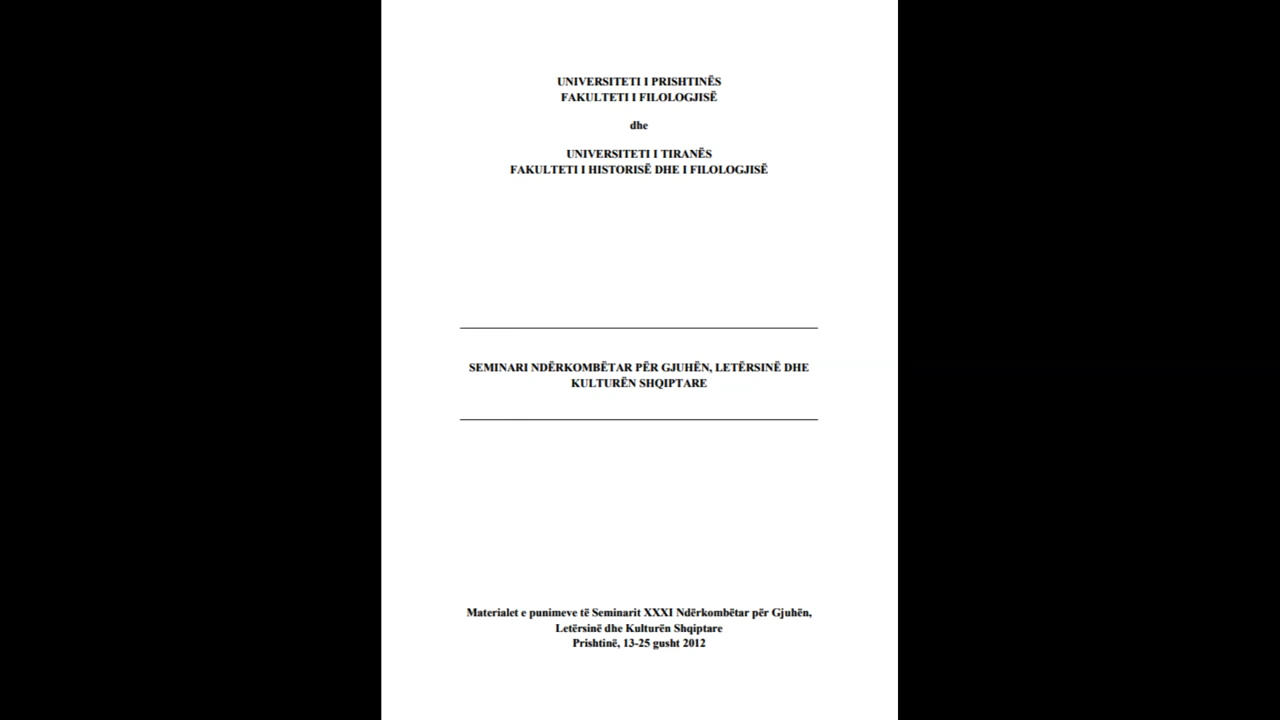 UNIVERSITETI I PRISHTINËS
FAKULTETI I FILOLOGJISË
dhe
UNIVERSITETI I TIRANËS
FAKULTETI I HISTORISË DHE I FILOLOGJISË
SEMINARI NDËRKOMBËTAR PËR GJUHËN, LETËRSINË DHE
KULTURËN SHQIPTARE
Materialet e punimeve të Seminarit XXXI Ndërkombëtar për Gjuhën,
Letërsinë dhe Kulturën Shqiptare
Prishtinë, 13-25 gusht 2012